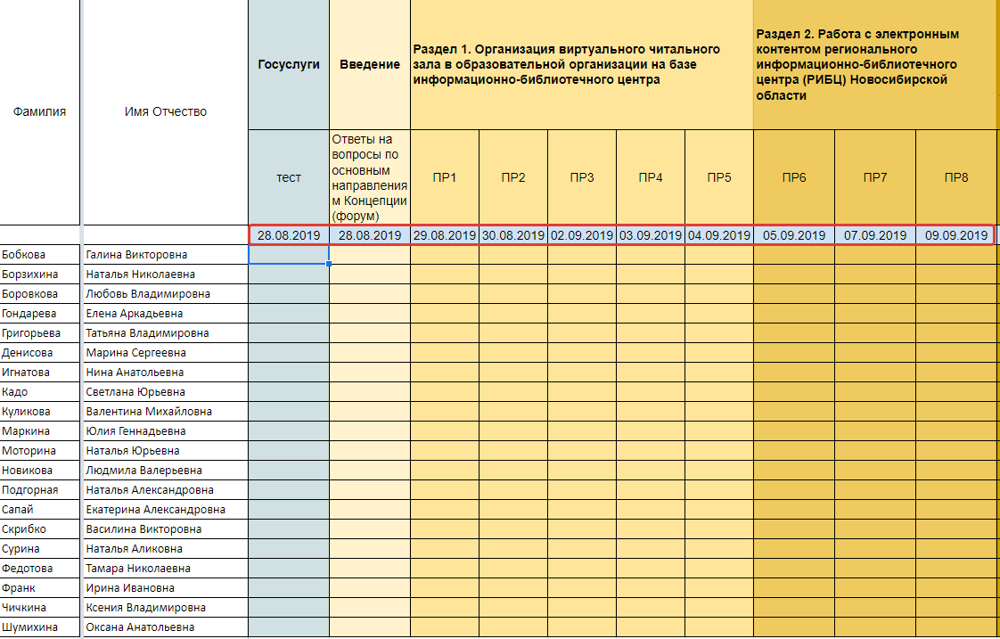 Фамилия
Имя Отчество
Госуслуги
Введение
Раздел 1. Организация виртуального читального
зала в образовательной организации на базе
информационно-библиотечного центра
Раздел 2. Работа с электронным
контентом регионального
информационно-библиотечного
центра (РИБЦ) Новосибирской
области
тест
Ответы на
вопросы по
основным
направления
м Концепции
(форум)
ПР1 ПР2 ПР3 ПР4 ПР5 ПР6 ПР7 ПР8
28.08.2019 28.08.2019 29.08.2019 30.08.2019 02.09.2019 03.09.2019 04.09.2019 05.09.2019 07.09.2019 09.09.2019
Бобкова Галина Викторовна
Борзихина Наталья Николаевна
Боровкова Любовь Владимировна
Гондарева Елена Аркадьевна
Григорьева Татьяна Владимировна
Денисова Марина Сергеевна
Игнатова Нина Анатольевна
Кадо Светлана Юрьевна
Куликова Валентина Михайловна
Маркина Юлия Геннадьевна
Моторина Наталья Юрьевна
Новикова Людмила Валерьевна
Подгорная Наталья Александровна
Сапай Екатерина Александровна
Скрибко Василина Викторовна
Сурина Наталья Аликовна
Федотова Тамара Николаевна
Франк Ирина Ивановна
Чичкина Ксения Владимировна
Шумихина Оксана Анатольевна